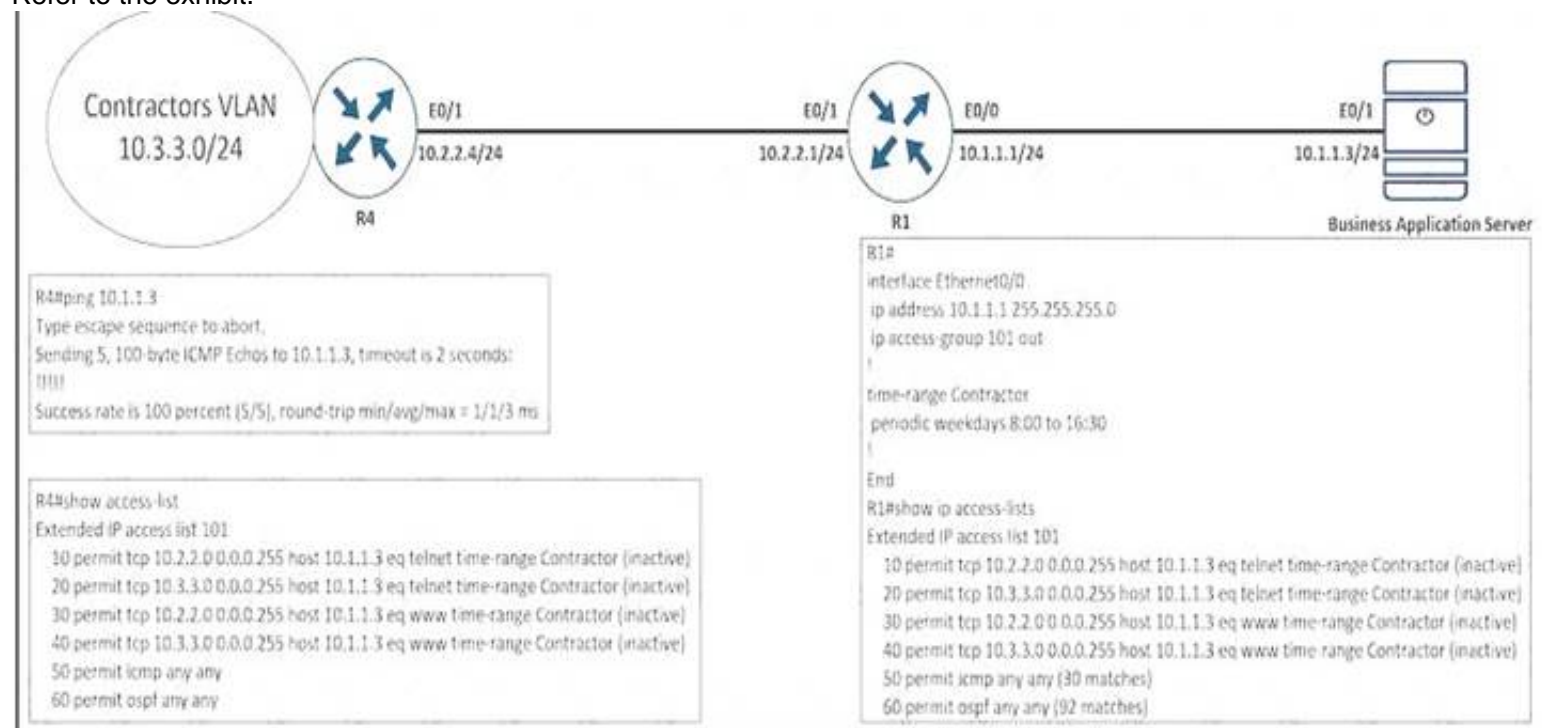 Refer to the exhibit.
Contractors VLAN
10.3.3.0/24
E0/1
10.2.2.4/24
R4
E0/1
10.2.2.1/24
E0/0
10.1.1.1/24
R1
E0/1
10.1.1.3/24
Business Application Server
R4#ping 10.1.1.3
Type escape sequence to abort.
Sending 5, 100-byte ICMP Echos to 10.1.1.3, timeout is 2 seconds:
!!!!!
Success rate is 100 percent (5/5), round-trip min/avg/max = 1/1/3 ms
R4#show access-list
Extended IP access list 101
10 permit tcp 10.2.2.0 0.0.0.255 host 10.1.1.3 eq telnet time-range Contractor (inactive)
20 permit tcp 10.3.3.0 0.0.0.255 host 10.1.1.3 eq telnet time-range Contractor (inactive)
30 permit tcp 10.2.2.0 0.0.0.255 host 10.1.1.3 eq www time-range Contractor (inactive)
40 permit tcp 10.3.3.0 0.0.0.255 host 10.1.1.3 eq www time-range Contractor (inactive)
50 permit icmp any any
60 permit ospf any any
R1#
interface Ethernet0/0
ip address 10.1.1.1 255.255.255.0
ip access-group 101 out
!
time-range Contractor
periodic weekdays 8:00 to 16:30
!
End
R1#show ip access-lists
Extended IP access list 101
10 permit tcp 10.2.2.0 0.0.0.255 host 10.1.1.3 eq telnet time-range Contractor (inactive)
20 permit tcp 10.3.3.0 0.0.0.255 host 10.1.1.3 eq telnet time-range Contractor (inactive)
30 permit tcp 10.2.2.0 0.0.0.255 host 10.1.1.3 eq www time-range Contractor (inactive)
40 permit tcp 10.3.3.0 0.0.0.255 host 10.1.1.3 eq www time-range Contractor (inactive)
50 permit icmp any any (30 matches)
60 permit ospf any any (92 matches)